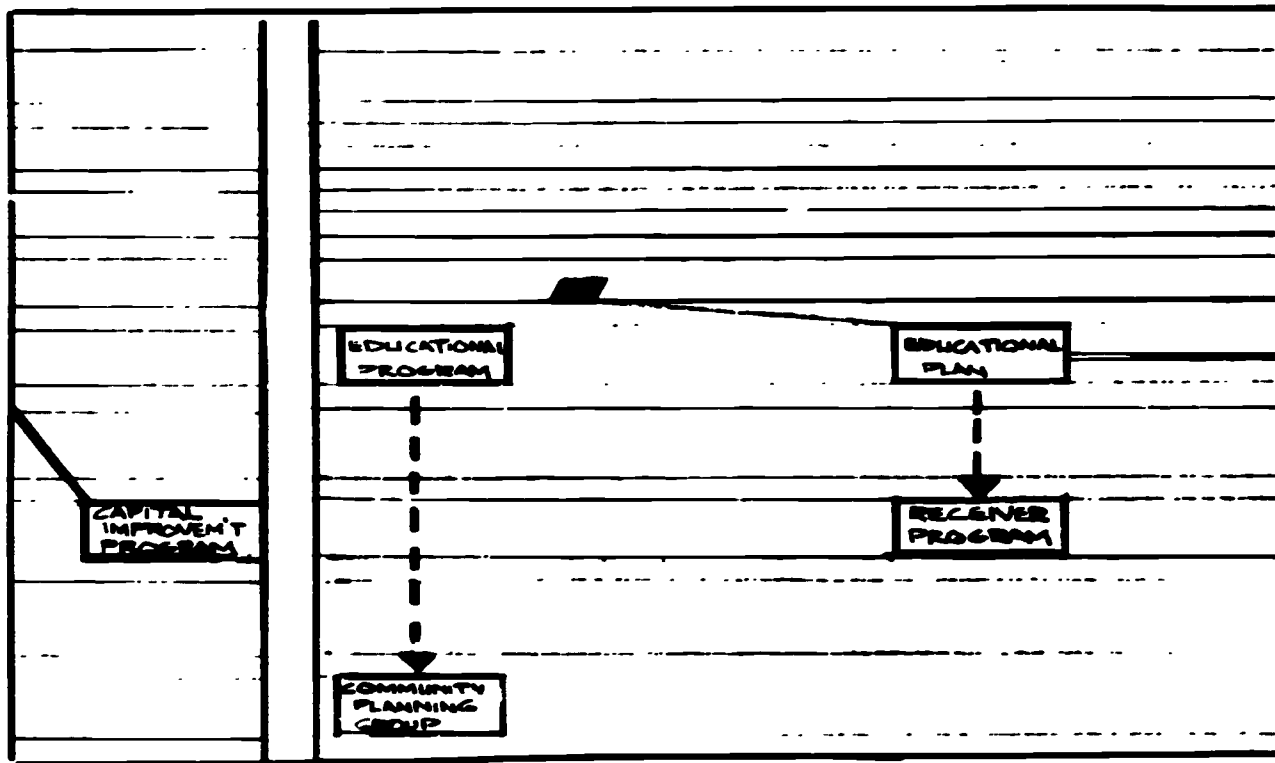 EDUCATIONAL
PROGRAM
EDUCATIONAL
PLAN
CAPITAL
IMPROVEM'T
PROGRAM
RECEIVER
PROGRAM
COMMUNITY
PLANNING
GROUP